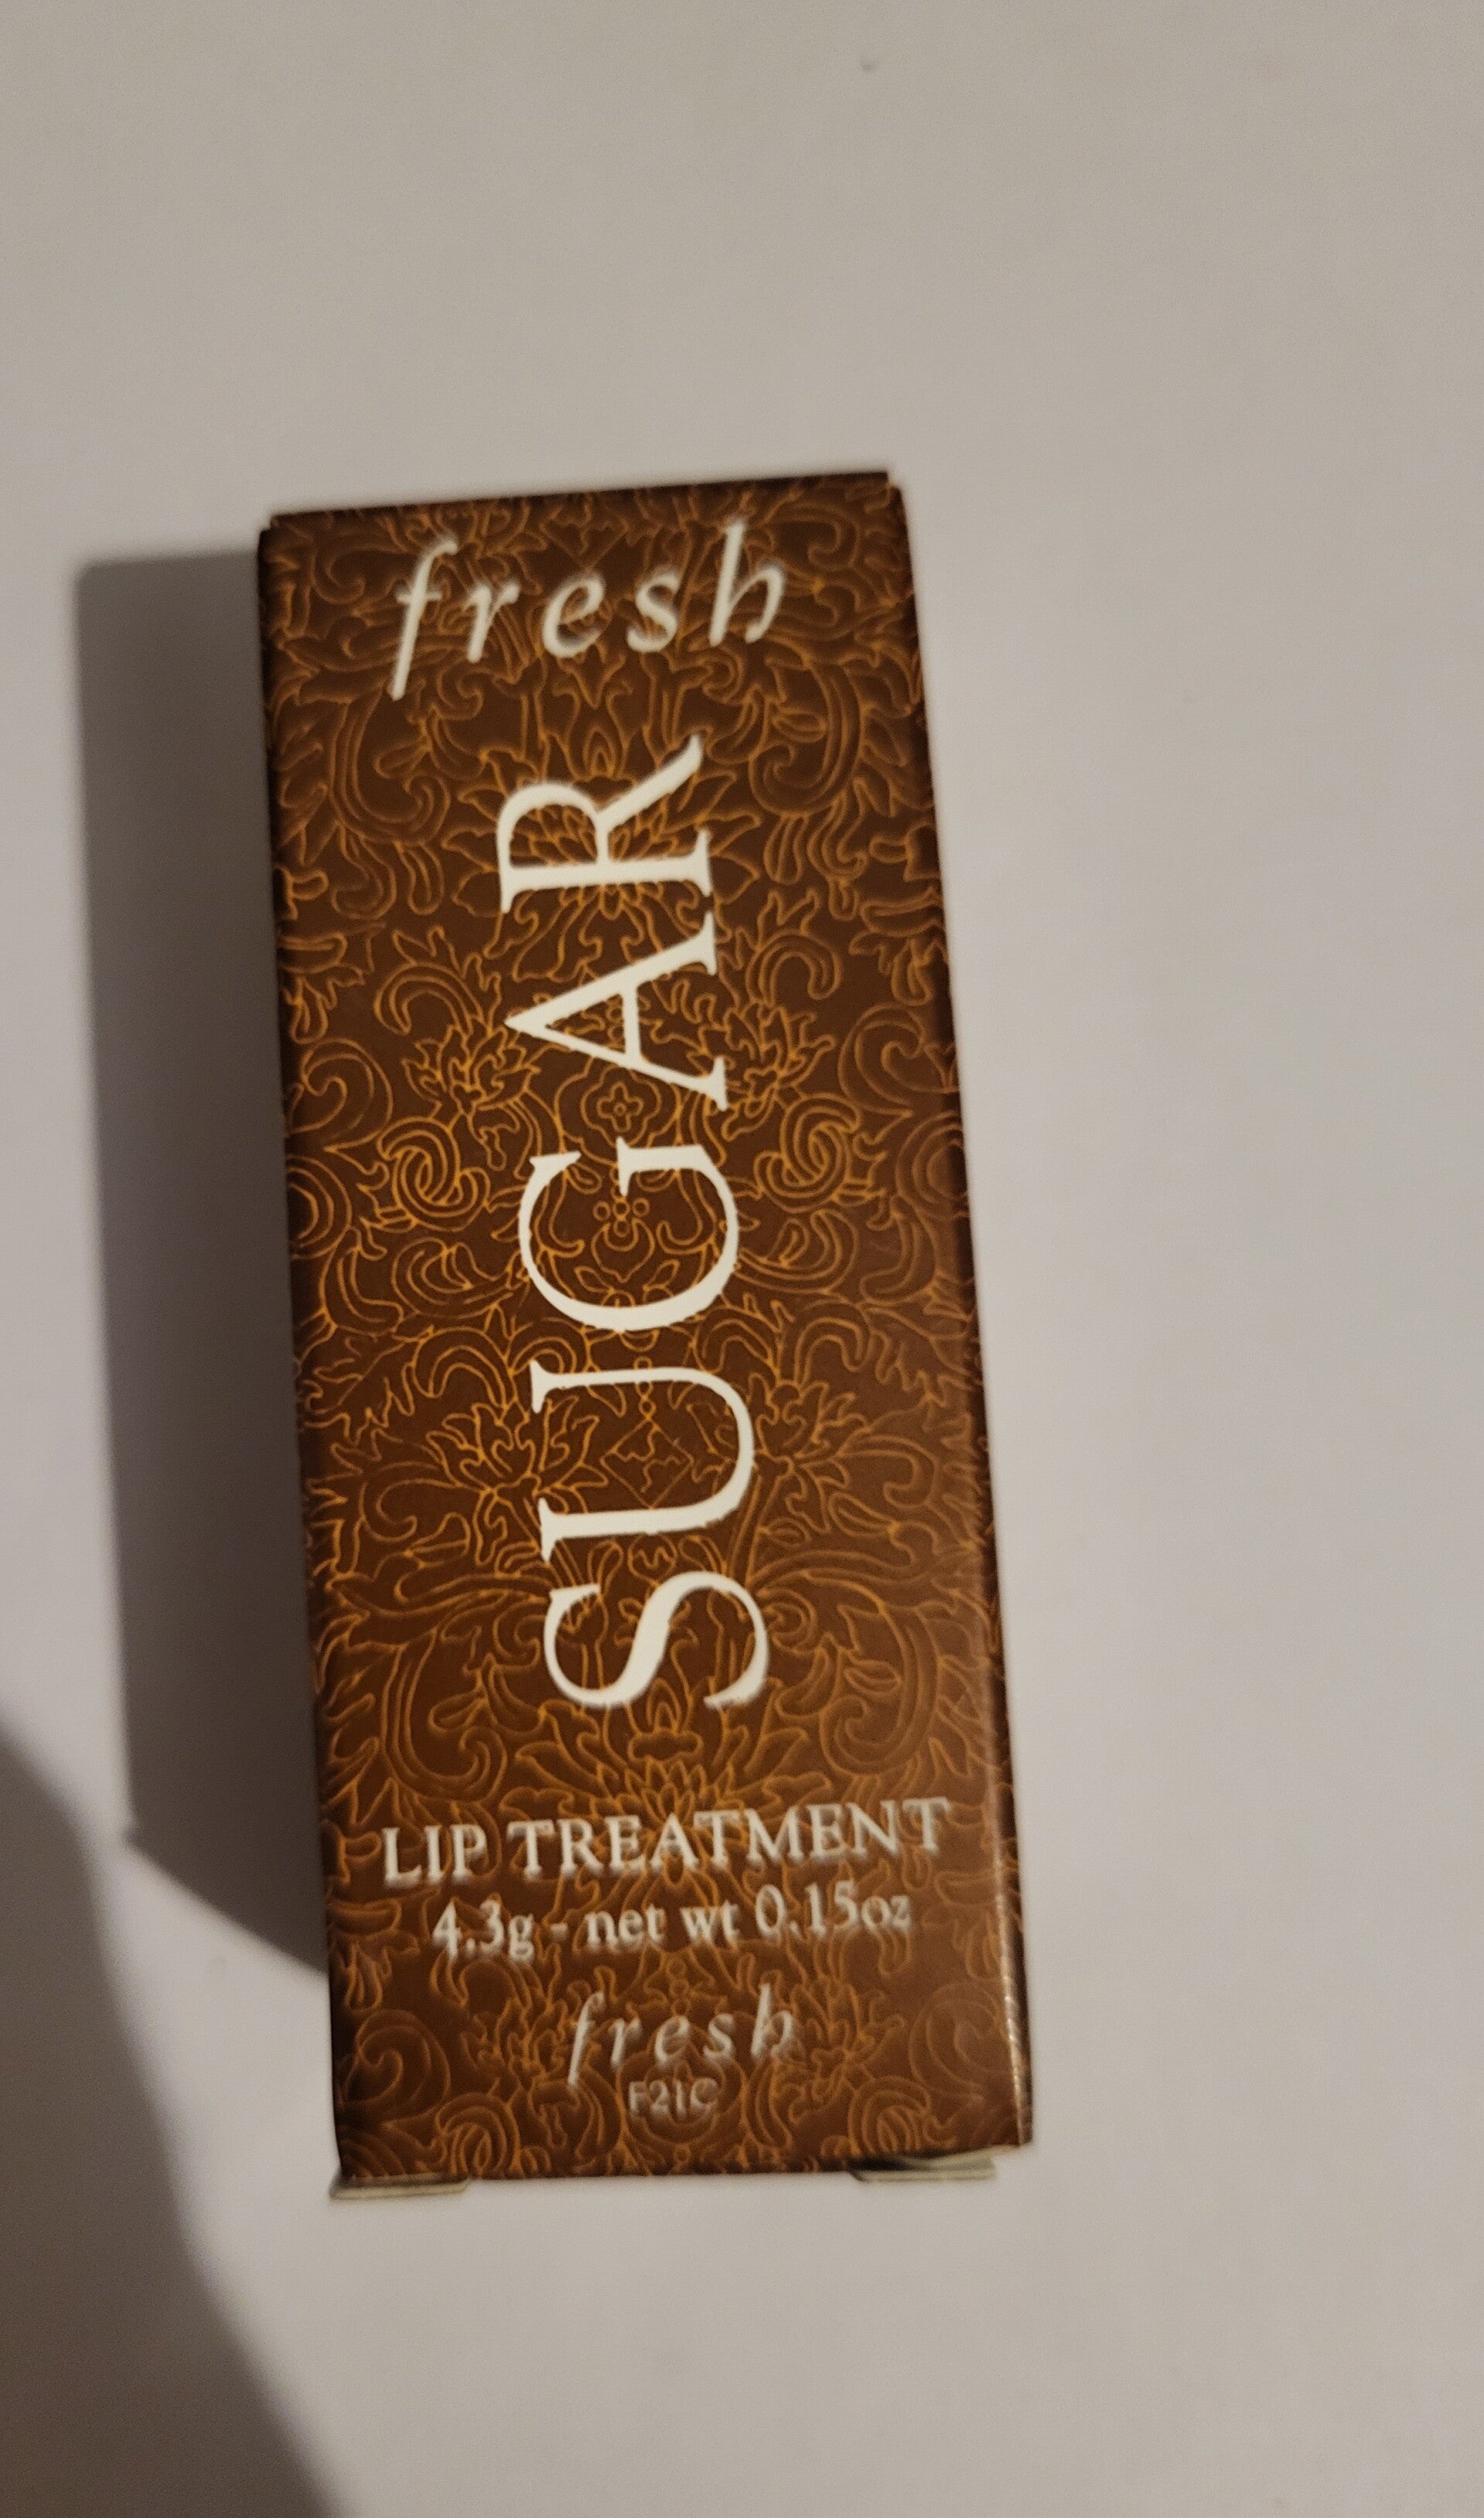 fresh
SUGAR
LIP TREATMENT
4.3g - net wt 0.15oz
fresh
F21C